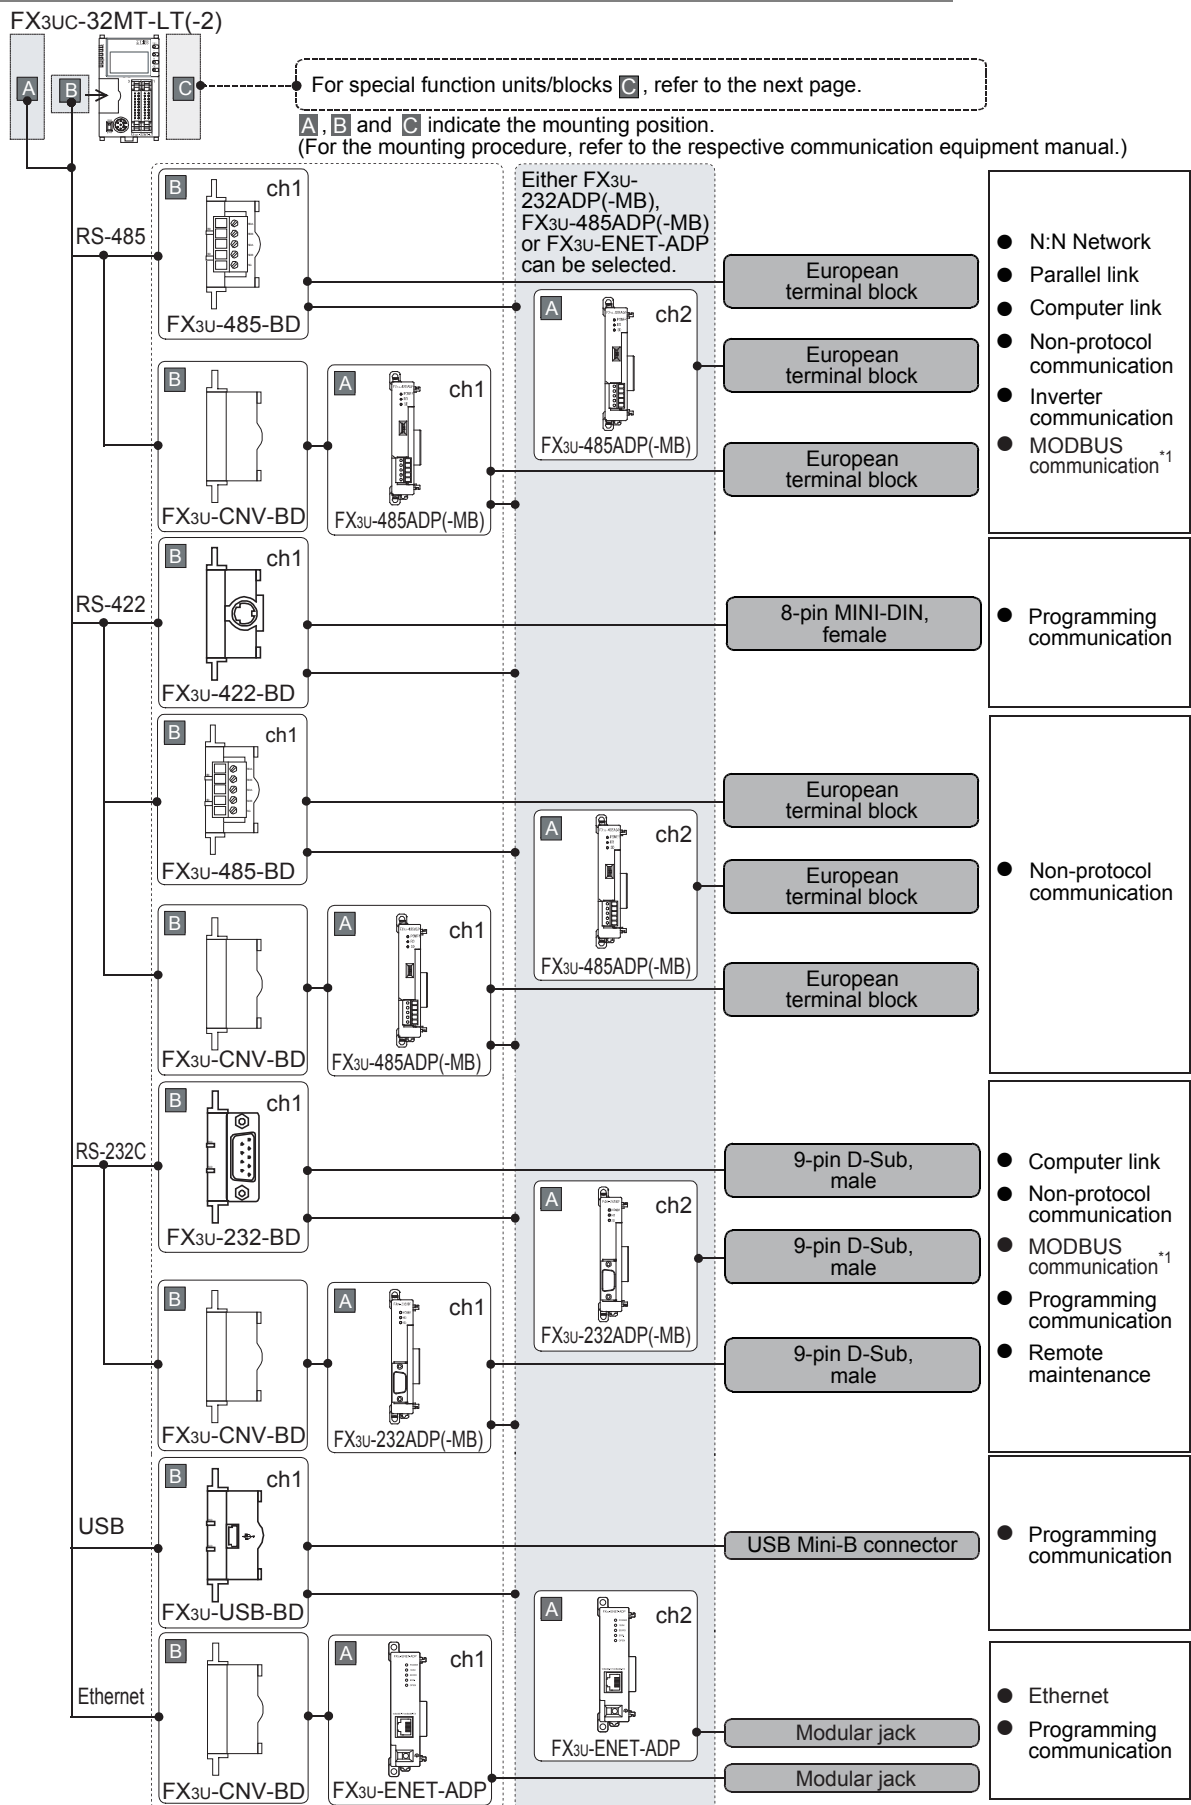 FX3UC-32MT-LT(-2)
A
B
C
For special function units/blocks C , refer to the next page.
A , B and C indicate the mounting position.
(For the mounting procedure, refer to the respective communication equipment manual.)
Either FX3U-
232ADP(-MB),
FX3U-485ADP(-MB)
or FX3U-ENET-ADP
can be selected.
RS-485
B ch1
FX3U-485-BD
European
terminal block
A ch2
FX3U-485ADP(-MB)
European
terminal block
B
FX3U-CNV-BD
A ch1
FX3U-485ADP(-MB)
European
terminal block
● N:N Network
● Parallel link
● Computer link
● Non-protocol
communication
● Inverter
communication
● MODBUS
communication*1
RS-422
B ch1
FX3U-422-BD
8-pin MINI-DIN,
female
● Programming
communication
B ch1
FX3U-485-BD
European
terminal block
A ch2
FX3U-485ADP(-MB)
European
terminal block
B
FX3U-CNV-BD
A ch1
FX3U-485ADP(-MB)
European
terminal block
● Non-protocol
communication
RS-232C
B ch1
FX3U-232-BD
9-pin D-Sub,
male
A ch2
FX3U-232ADP(-MB)
9-pin D-Sub,
male
B
FX3U-CNV-BD
A ch1
FX3U-232ADP(-MB)
9-pin D-Sub,
male
● Computer link
● Non-protocol
communication
● MODBUS
communication*1
● Programming
communication
● Remote
maintenance
USB
B ch1
FX3U-USB-BD
USB Mini-B connector
● Programming
communication
A ch2
FX3U-ENET-ADP
Modular jack
Ethernet
B
FX3U-CNV-BD
A ch1
FX3U-ENET-ADP
Modular jack
● Ethernet
● Programming
communication